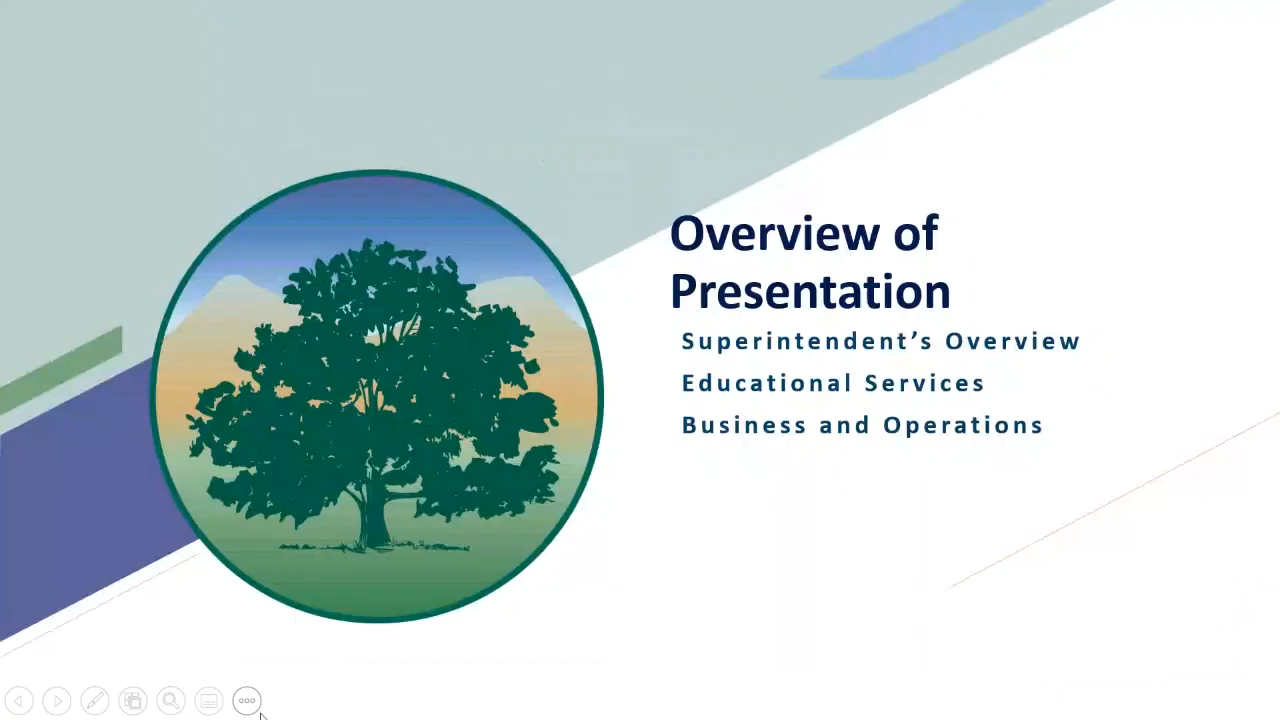 Overview of
Presentation
Superintendent’s Overview
Educational Services
Business and Operations